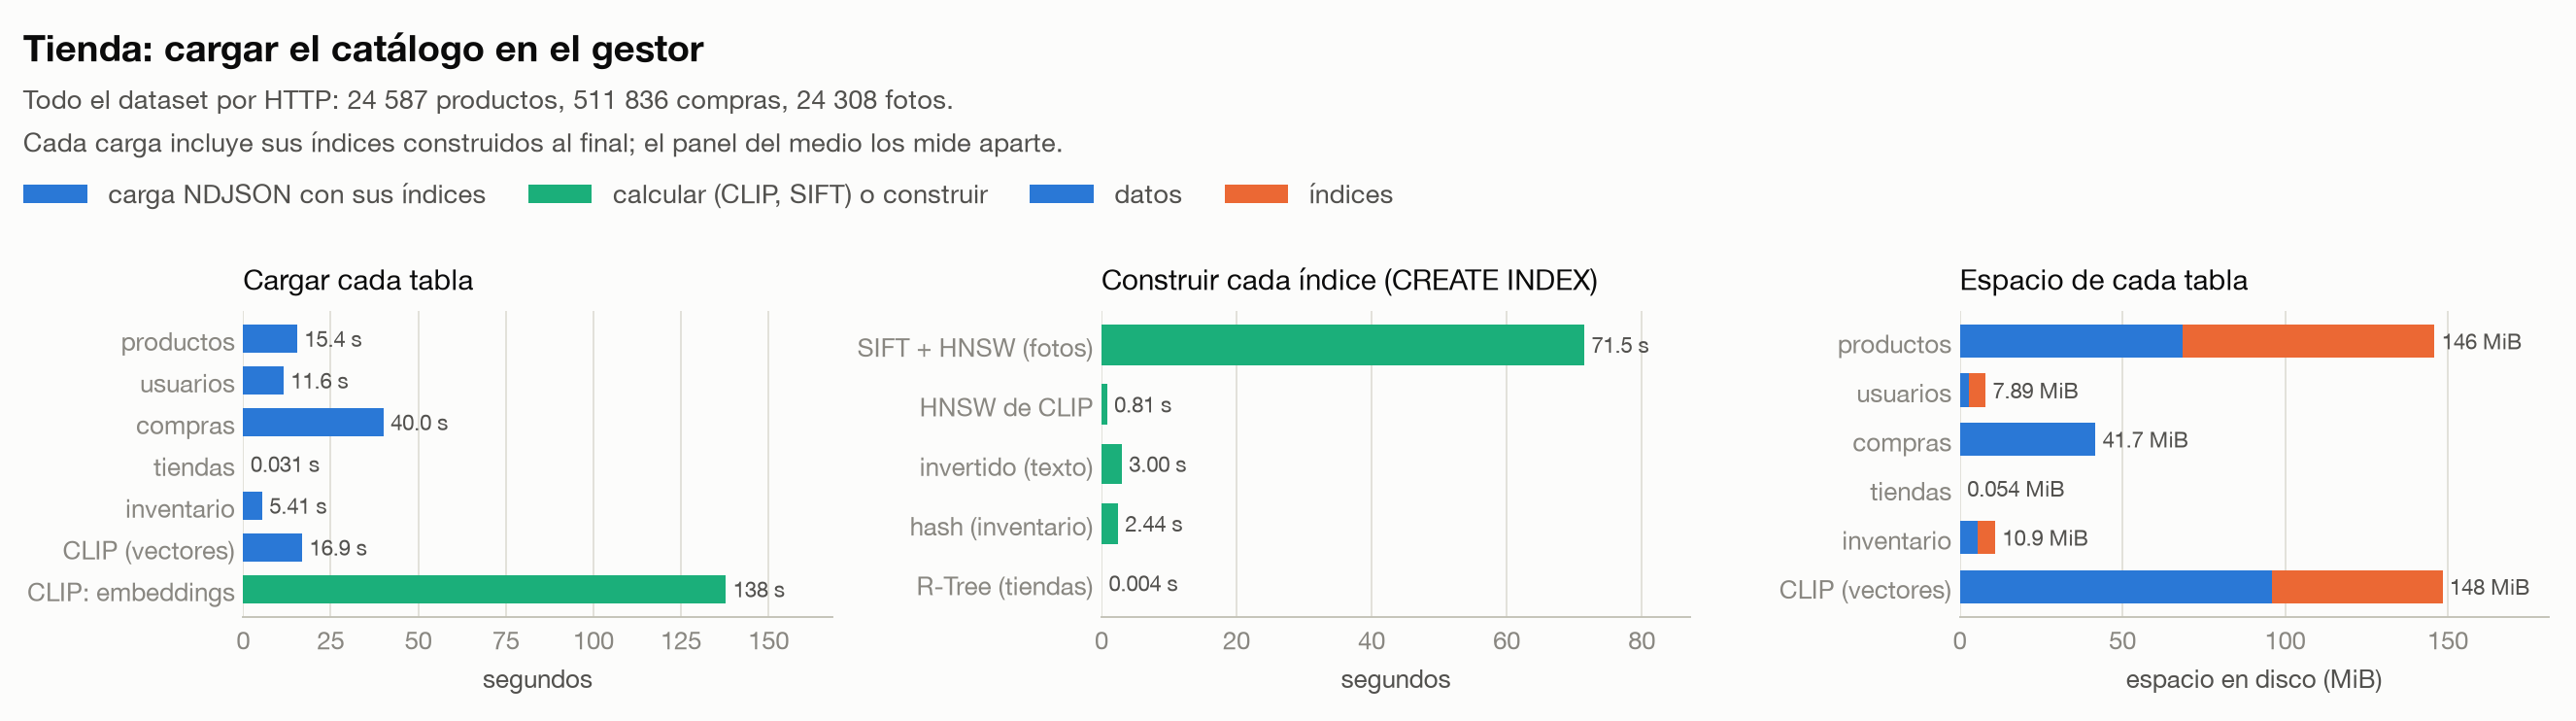 Tienda: cargar el catálogo en el gestor
Todo el dataset por HTTP: 24 587 productos, 511 836 compras, 24 308 fotos.
Cada carga incluye sus índices construidos al final; el panel del medio los mide aparte.
carga NDJSON con sus índices
calcular (CLIP, SIFT) o construir
datos
índices
Cargar cada tabla
productos 15.4 s
usuarios 11.6 s
compras 40.0 s
tiendas 0.031 s
inventario 5.41 s
CLIP (vectores) 16.9 s
CLIP: embeddings 138 s
0 25 50 75 100 125 150
segundos
Construir cada índice (CREATE INDEX)
SIFT + HNSW (fotos) 71.5 s
HNSW de CLIP 0.81 s
invertido (texto) 3.00 s
hash (inventario) 2.44 s
R-Tree (tiendas) 0.004 s
0 20 40 60 80
segundos
Espacio de cada tabla
productos 146 MiB
usuarios 7.89 MiB
compras 41.7 MiB
tiendas 0.054 MiB
inventario 10.9 MiB
CLIP (vectores) 148 MiB
0 50 100 150
espacio en disco (MiB)